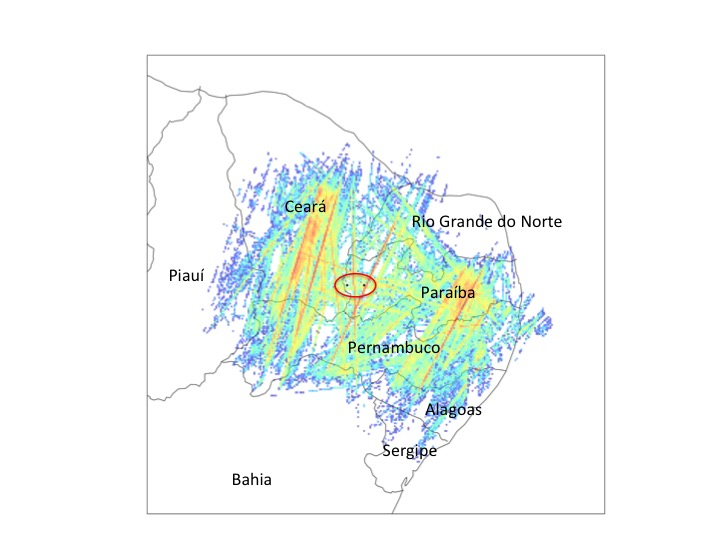 Ceará
Rio Grande do Norte
Piauí
Paraíba
Pernambuco
Alagoas
Sergipe
Bahia